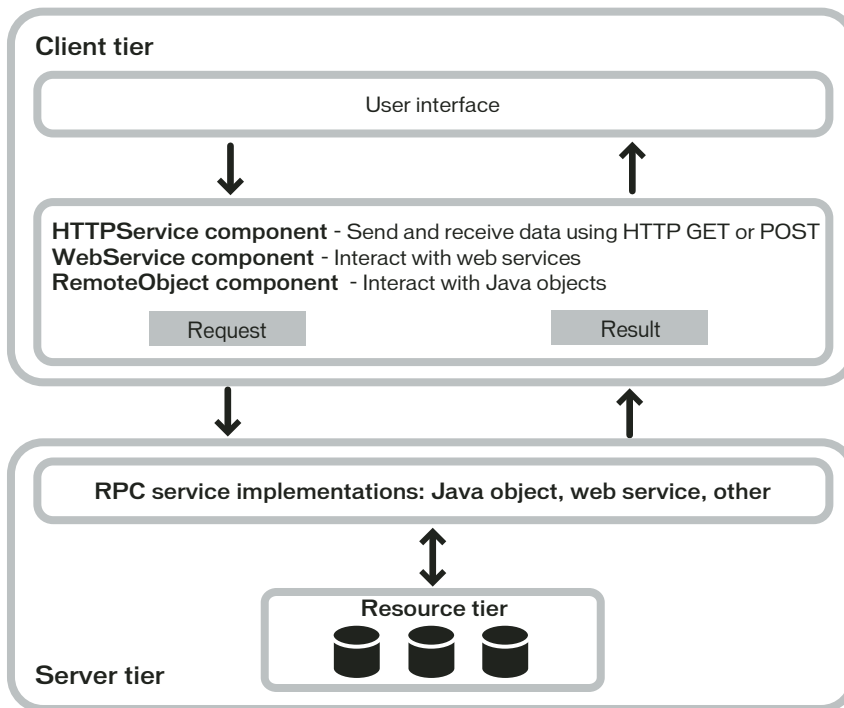 Client tier
User interface
HTTPService component - Send and receive data using HTTP GET or POST
WebService component - Interact with web services
RemoteObject component - Interact with Java objects
Request
Result
RPC service implementations: Java object, web service, other
Resource tier
Server tier